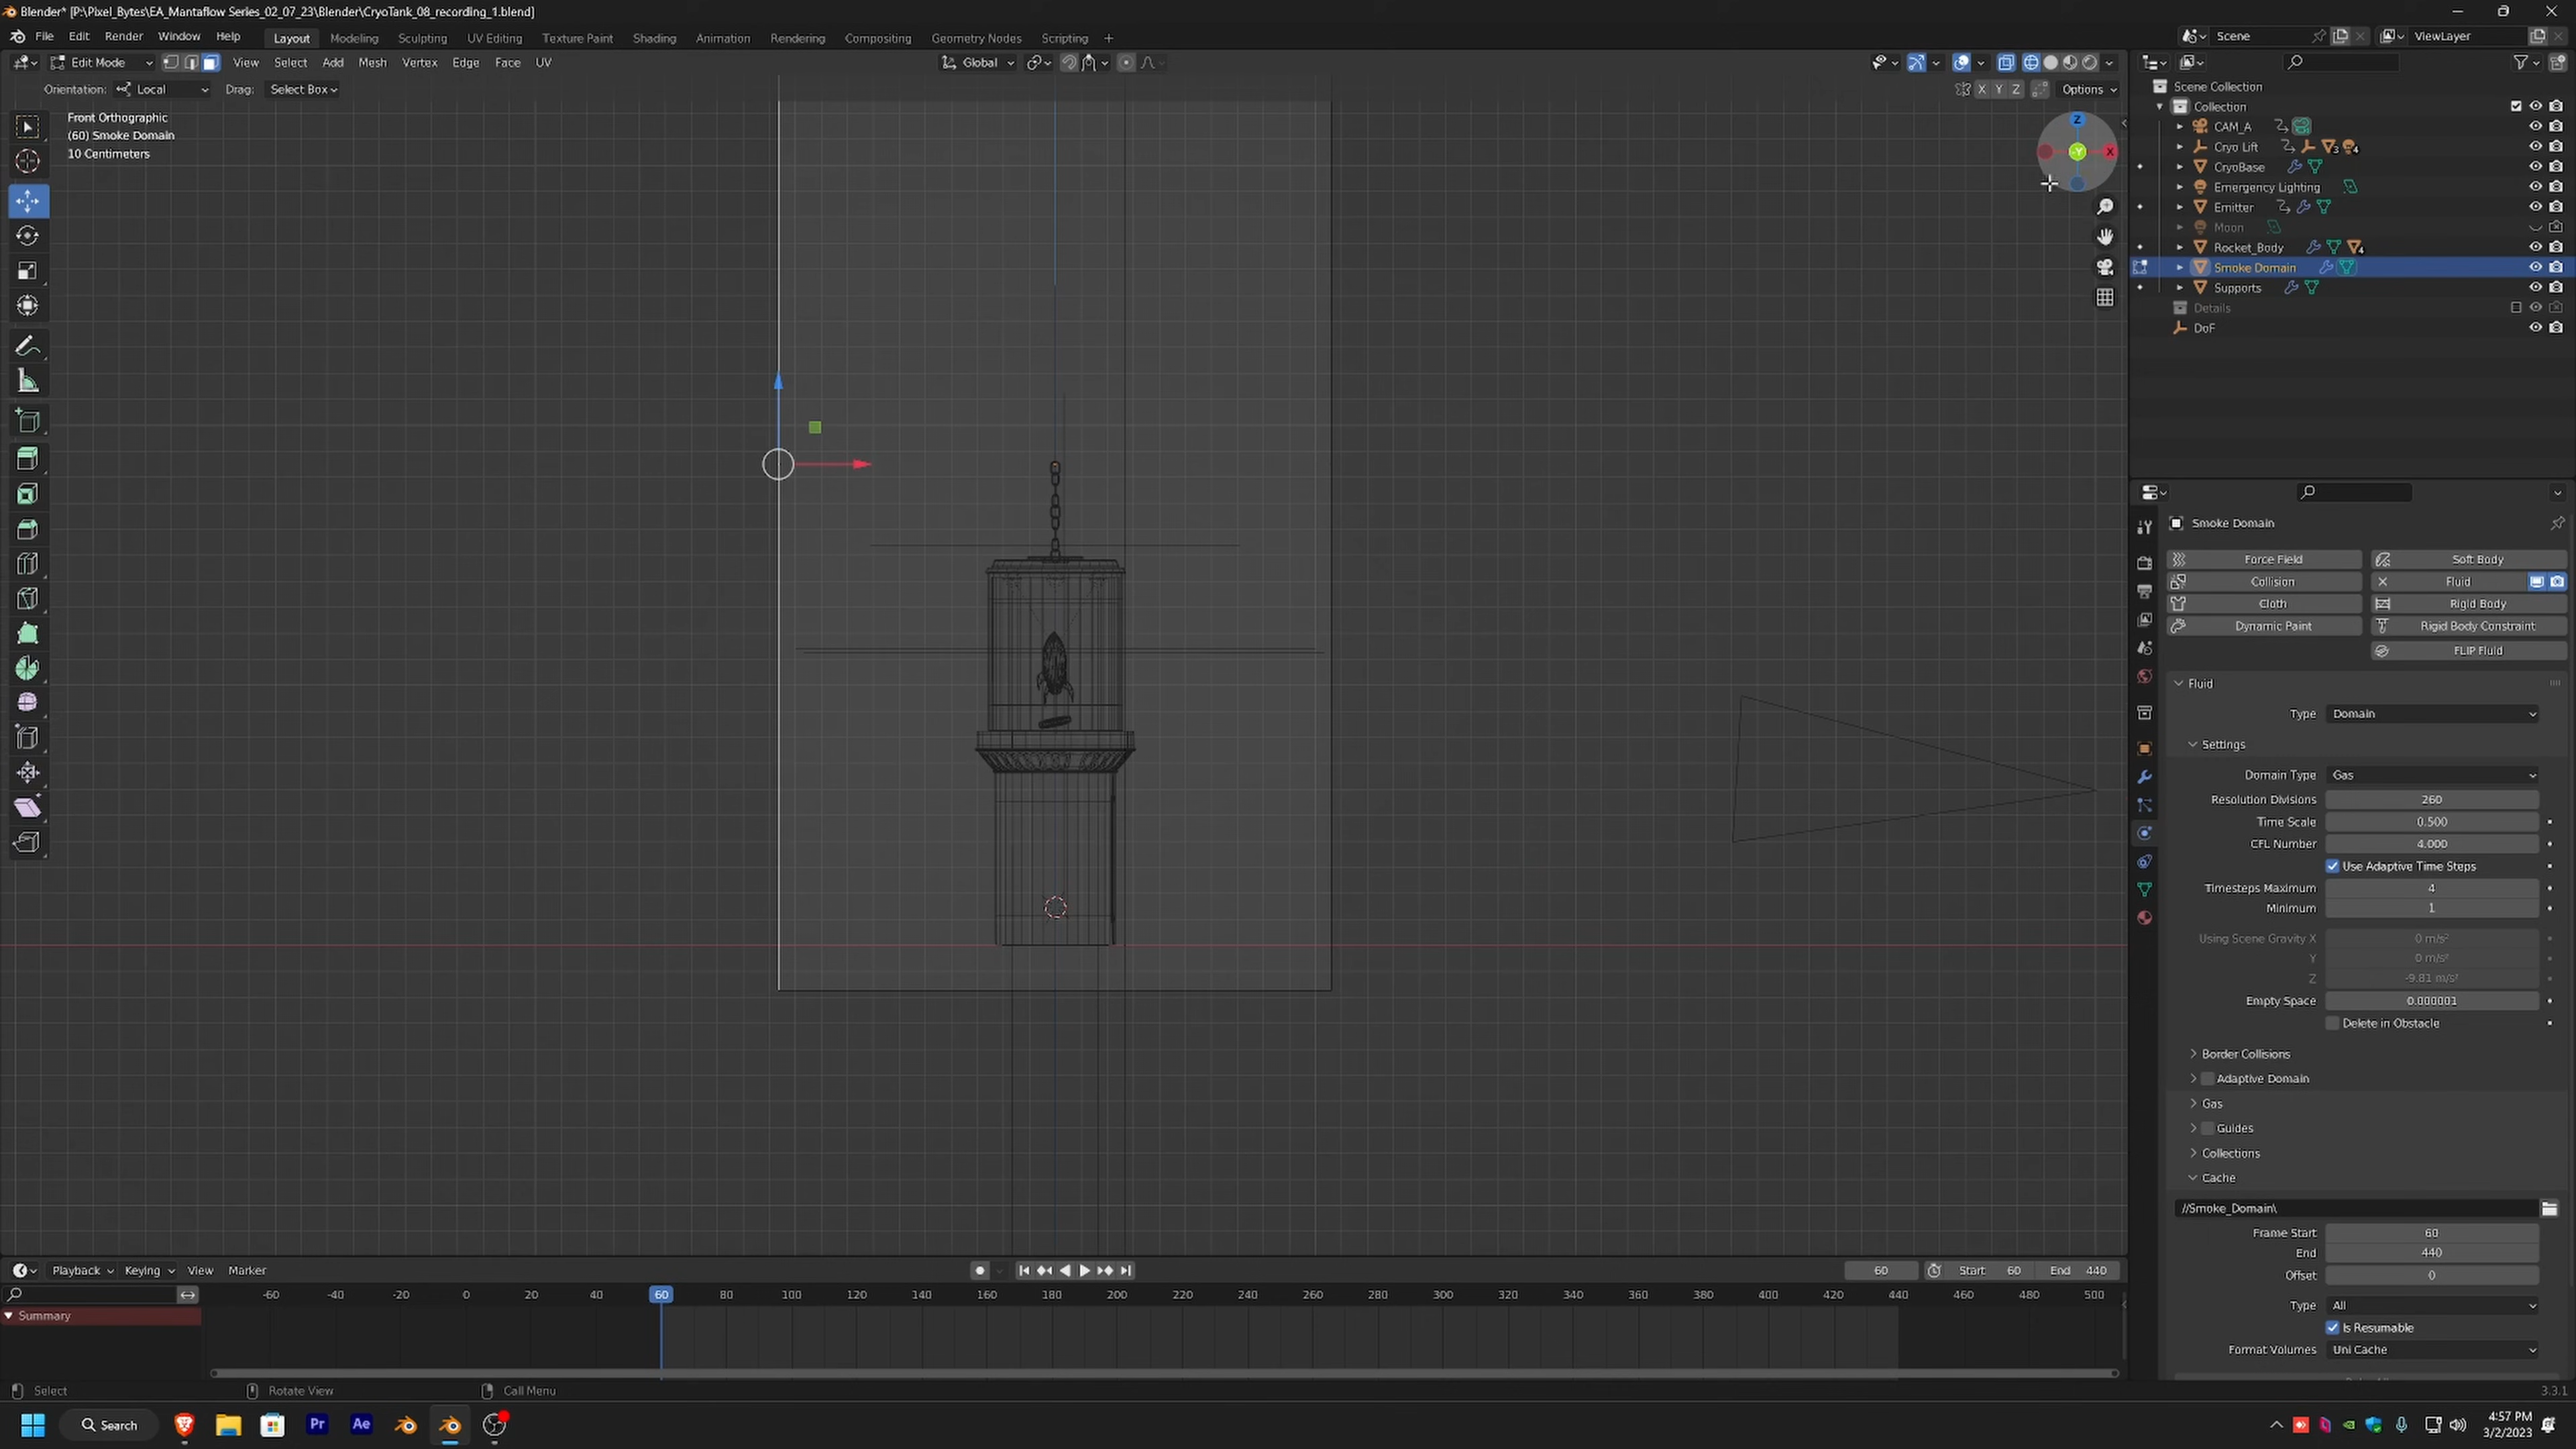 Blender* [P:\Pixel_Bytes\EA_Mantaflow Series_02_07_23\Blender\CryoTank_08_recording_1.blend]
File Edit Render Window Help Layout Modeling Sculpting UV Editing Texture Paint Shading Animation Rendering Compositing Geometry Nodes Scripting + Scene ViewLayer
Edit Mode View Select Add Mesh Vertex Edge Face UV Global
Orientation: Local Drag: Select Box X Y Z Options
Front Orthographic
(60) Smoke Domain
10 Centimeters
Z
-Y X
Scene Collection
Collection
CAM_A
Cryo Lift 3 4
CryoBase
Emergency Lighting
Emitter
Moon
Rocket_Body 4
Smoke Domain
Supports
Details
DoF
Smoke Domain
Force Field Soft Body
Collision Fluid
Cloth Rigid Body
Dynamic Paint Rigid Body Constraint
FLIP Fluid
Fluid
Type Domain
Settings
Domain Type Gas
Resolution Divisions 260
Time Scale 0.500
CFL Number 4.000
Use Adaptive Time Steps
Timesteps Maximum 4
Minimum 1
Using Scene Gravity X 0 m/s²
Y 0 m/s²
Z -9.81 m/s²
Empty Space 0.000001
Delete in Obstacle
Border Collisions
Adaptive Domain
Gas
Guides
Collections
Cache
//Smoke_Domain\
Frame Start 60
End 440
Offset 0
Type All
Is Resumable
Format Volumes Uni Cache
Playback Keying View Marker 60 Start 60 End 440
-60 -40 -20 0 20 40 60 80 100 120 140 160 180 200 220 240 260 280 300 320 340 360 380 400 420 440 460 480 500
Summary
Select Rotate View Call Menu 3.3.1
Search Pr Ae 4:57 PM
3/2/2023